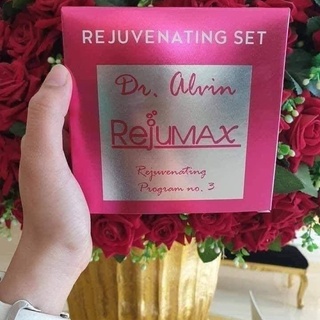 REJUVENATING SET
Dr. Alvin
RejuMAX
Rejuvenating
Program no. 3